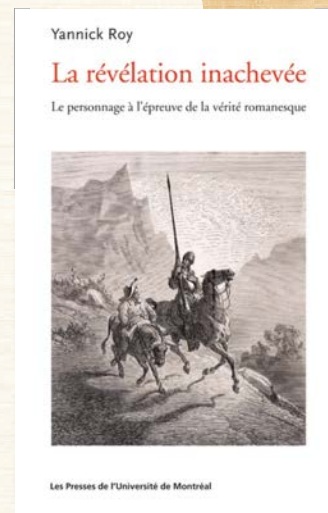 Yannick Roy
La révélation inachevée
Le personnage à l'épreuve de la vérité romanesque
Les Presses de l'Université de Montréal